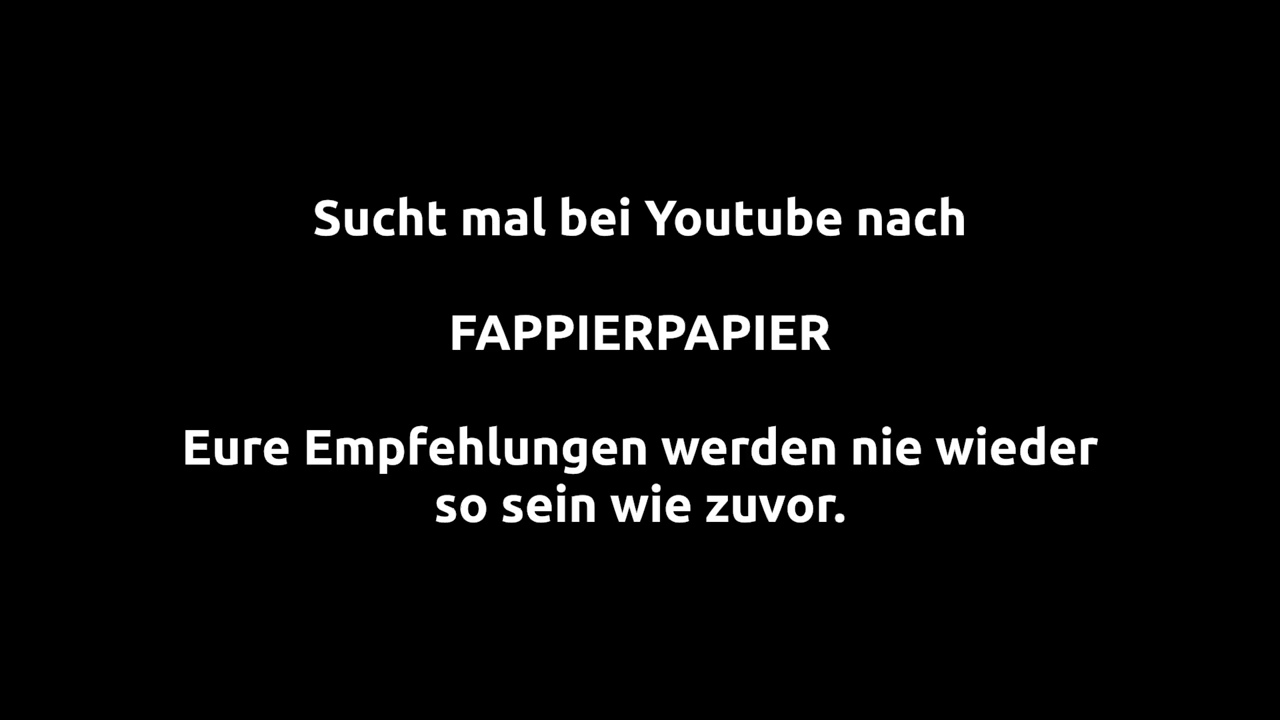 Sucht mal bei Youtube nach
FAPPIERPAPIER
Eure Empfehlungen werden nie wieder
so sein wie zuvor.